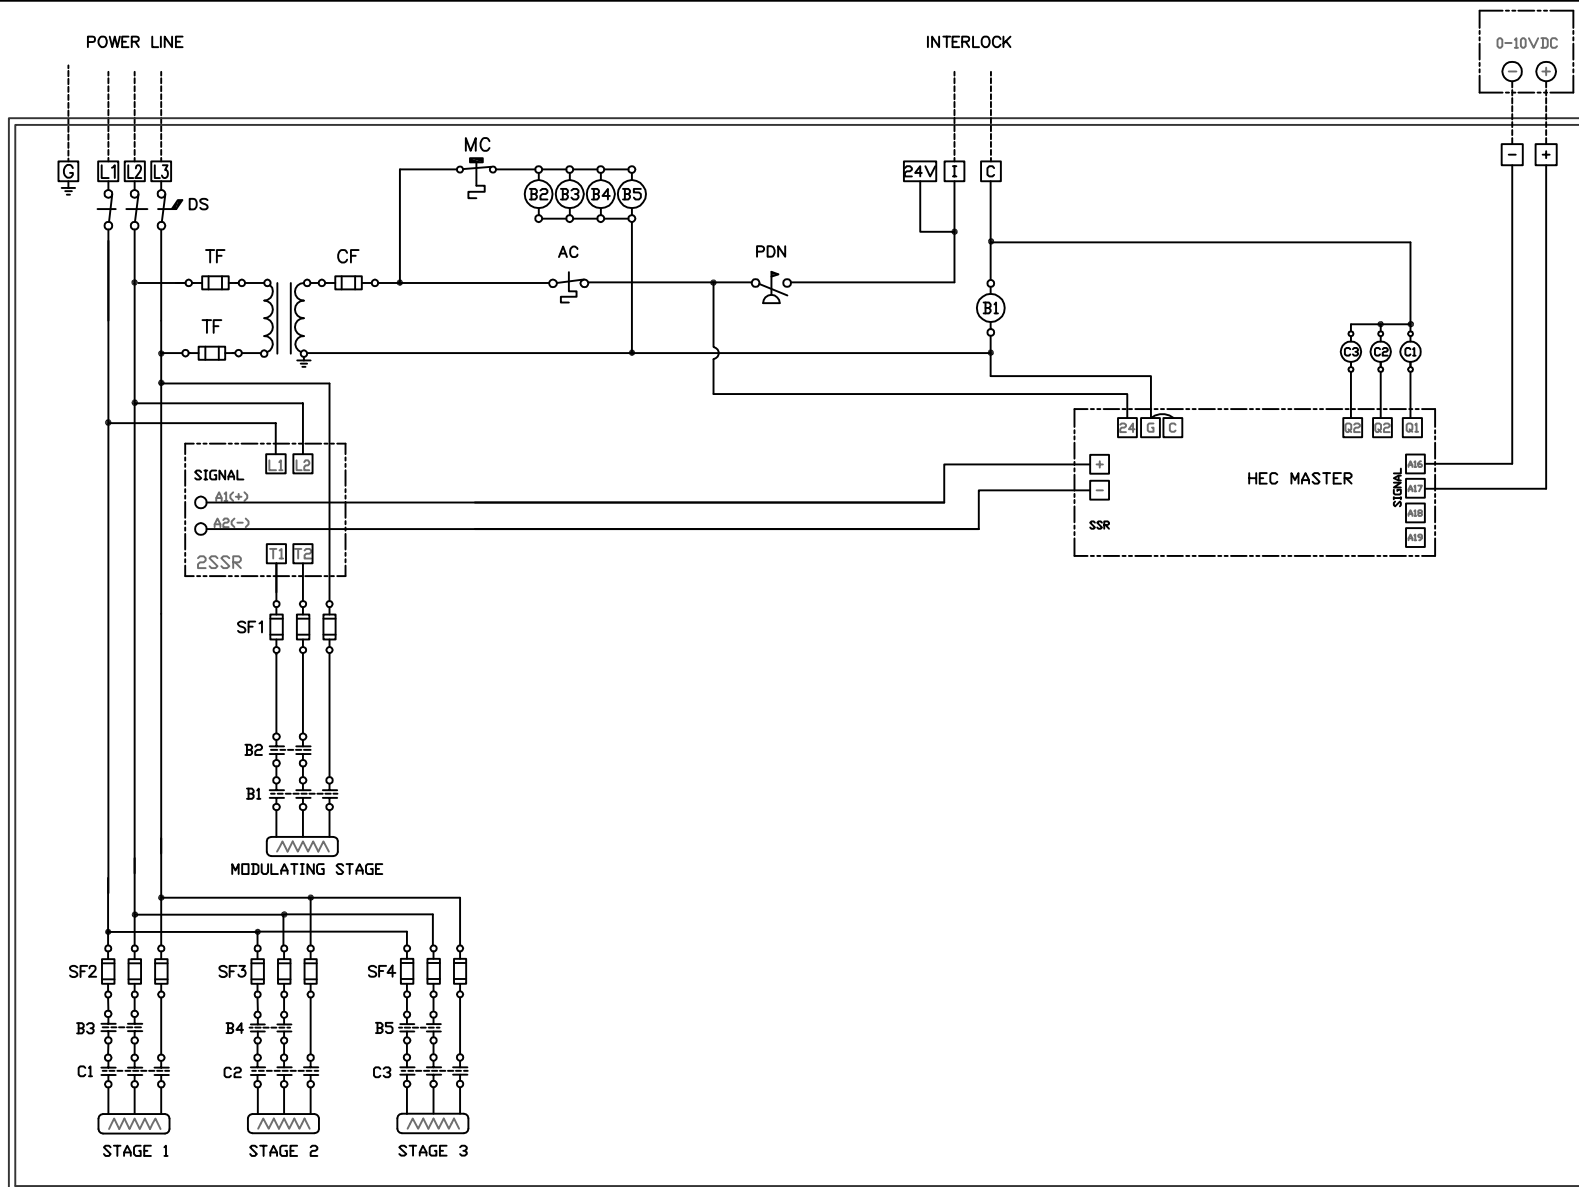 POWER LINE
INTERLOCK
0-10VDC
- +
MC
G L1 L2 L3
24V I C
- +
DS
B2 B3 B4 B5
TF
CF
AC
PDN
B1
TF
C3 C2 C1
24 G C
Q2 Q2 Q1
L1 L2
SIGNAL
A1(+)
A2(-)
+
-
SSR
HEC MASTER
SIGNAL
A16
A17
A18
A19
T1 T2
2SSR
SF1
B2
B1
MODULATING STAGE
SF2
SF3
SF4
B3
B4
B5
C1
C2
C3
STAGE 1
STAGE 2
STAGE 3